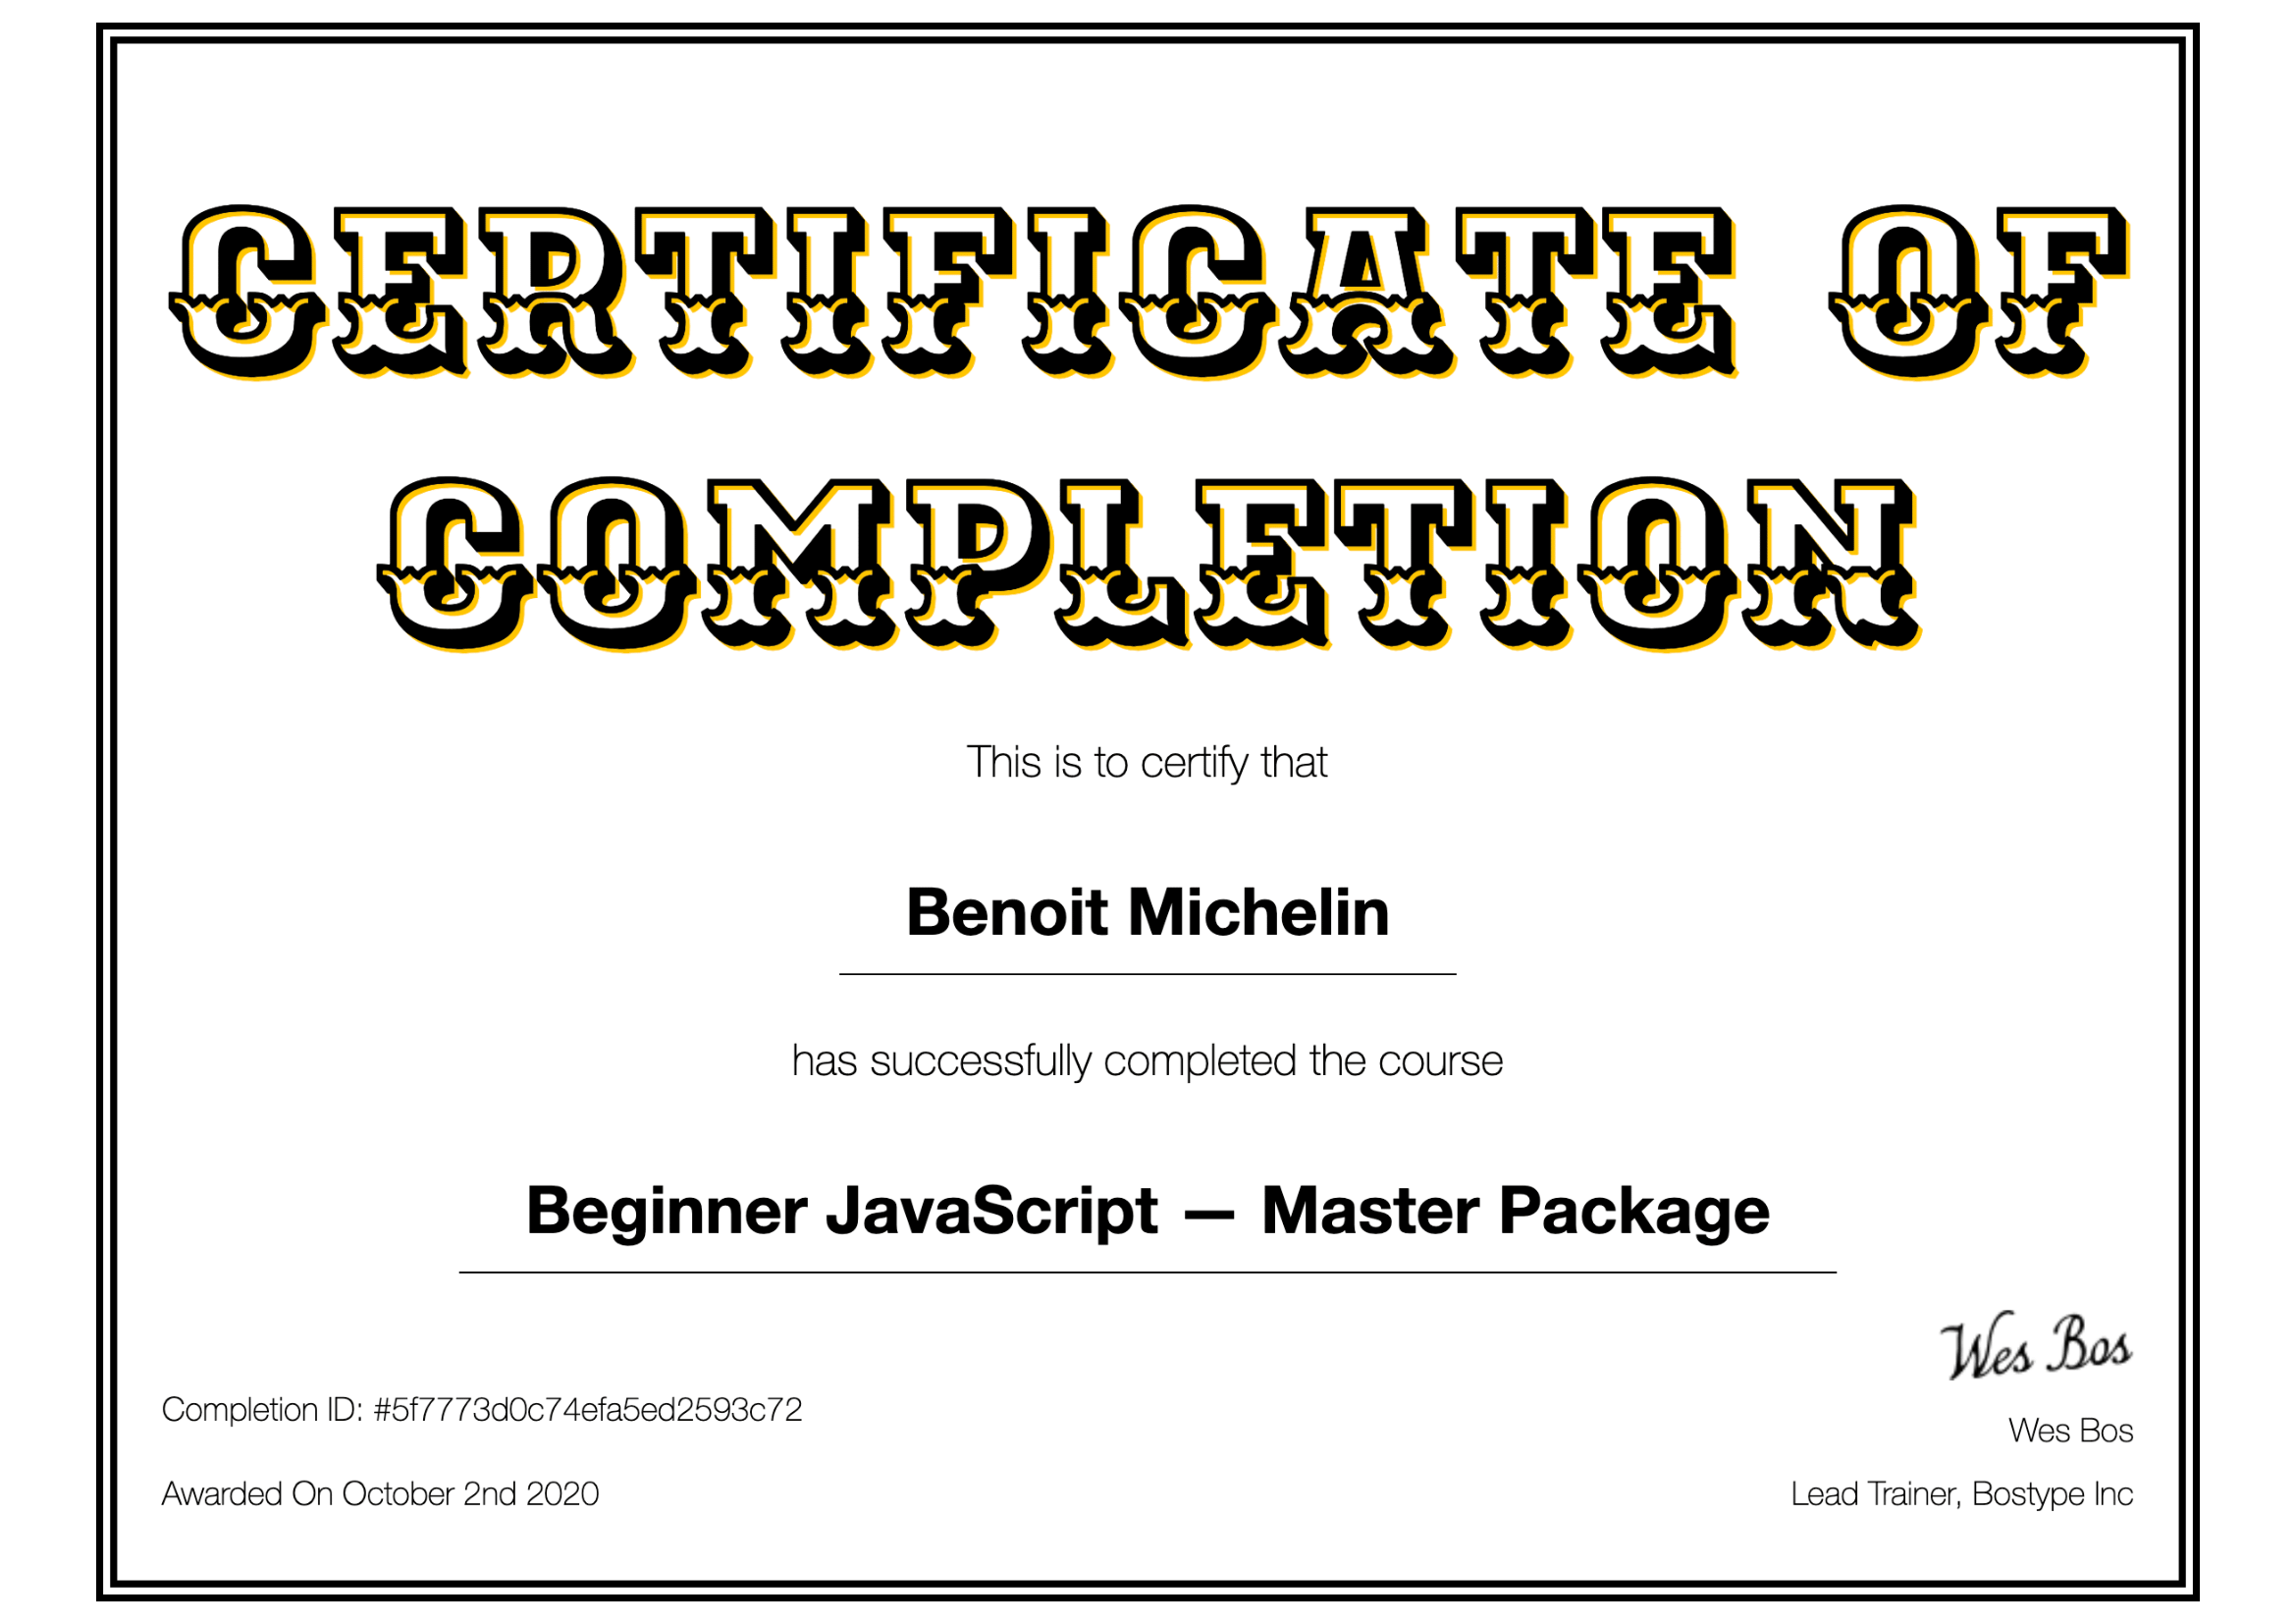 CERTIFICATE OF
COMPLETION
This is to certify that
Benoit Michelin
has successfully completed the course
Beginner JavaScript — Master Package
Wes Bos
Completion ID: #5f7773d0c74efa5ed2593c72
Wes Bos
Awarded On October 2nd 2020
Lead Trainer, Bostype Inc